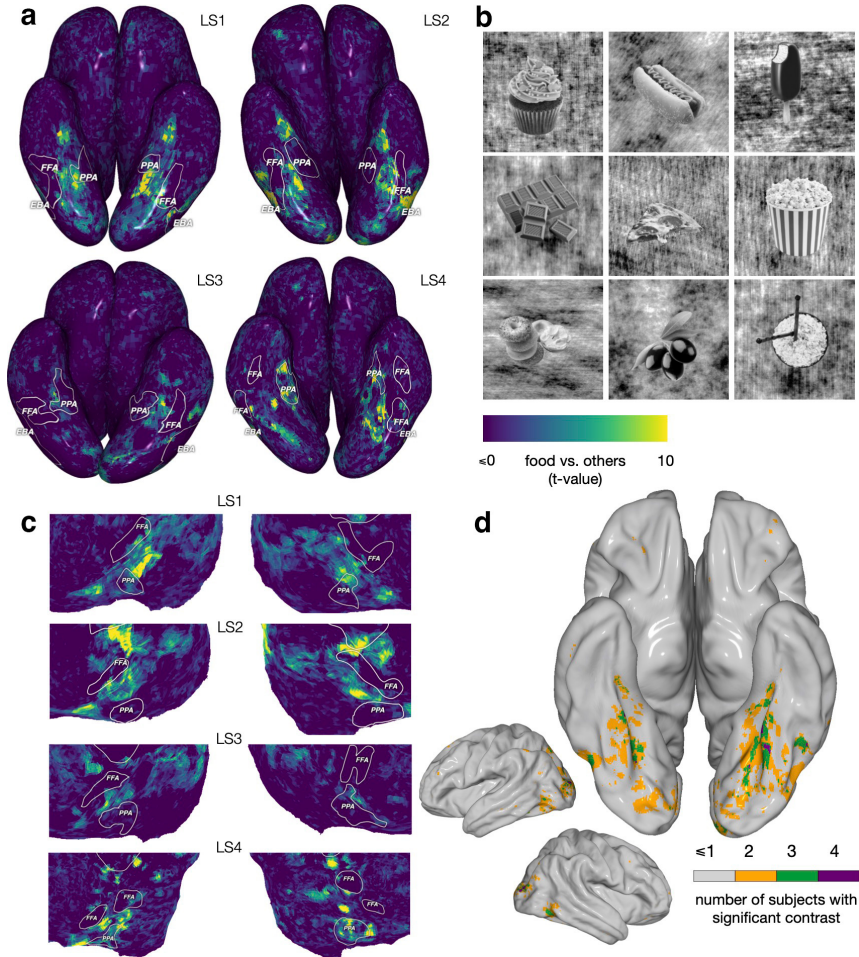 a
LS1
LS2
FFA
PPA
EBA
PPA
FFA
EBA
FFA
PPA
EBA
PPA
FFA
EBA
LS3
LS4
FFA
PPA
EBA
PPA
FFA
EBA
FFA
PPA
FFA
EBA
PPA
FFA
FFA
EBA
b
⩽0
food vs. others
(t-value)
10
c
LS1
FFA
PPA
FFA
PPA
LS2
FFA
PPA
FFA
PPA
LS3
FFA
PPA
FFA
PPA
LS4
FFA
FFA
PPA
FFA
FFA
PPA
d
⩽1 2 3 4
number of subjects with
significant contrast